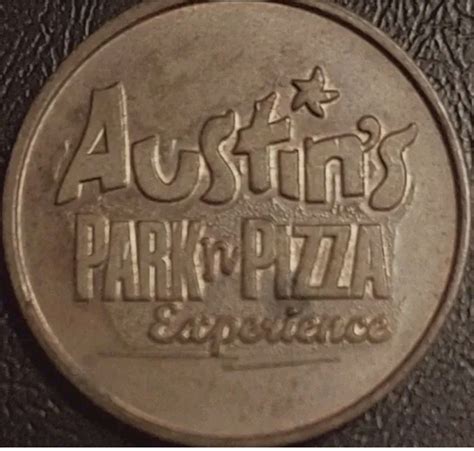 Austin's
PARK 'n PIZZA
Experience